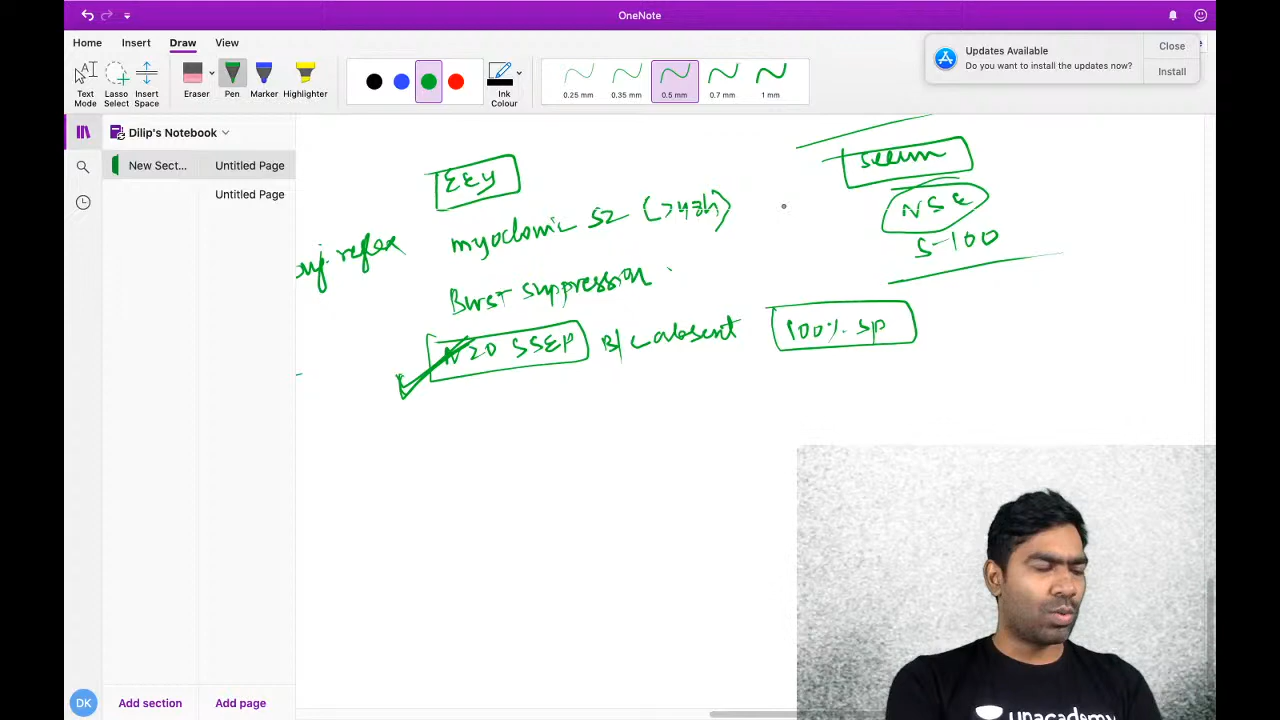 OneNote
Home Insert Draw View
Updates Available
Do you want to install the updates now?
Close
Install
Text Mode
Lasso Select
Insert Space
Eraser
Pen
Marker
Highlighter
Ink Colour
0.25 mm
0.35 mm
0.5 mm
0.7 mm
1 mm
Dilip's Notebook
New Sect...
Untitled Page
Untitled Page
EEG
myoclonic SZ (>48h)
reflex
Burst suppression
N20 SSEP B/L absent 100% SP
Serum
NSE
S-100
DK
Add section
Add page
unacademy